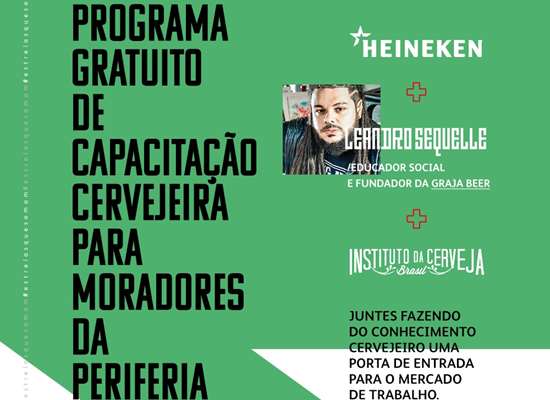 PROGRAMA
GRATUITO
DE
CAPACITAÇÃO
CERVEJEIRA
PARA
MORADORES
DA
PERIFERIA
HEINEKEN
LEANDRO SEQUELLE
/EDUCADOR SOCIAL
E FUNDADOR DA GRAJA BEER
INSTITUTO DA CERVEJA
Brasil
JUNTES FAZENDO
DO CONHECIMENTO
CERVEJEIRO UMA
PORTA DE ENTRADA
PARA O MERCADO
DE TRABALHO.
#estrelasquesomam